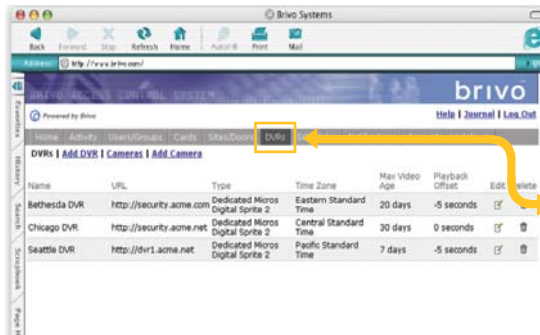 Brivo Systems
Back Forward Stop Refresh Home AutoFill Print Mail
Address http://www.brivo.com/
BRIVO ACCESS CONTROL SYSTEM
brivo
Powered by Brivo
Help | Journal | Log Out
Home Activity Users/Groups Cards Sites/Doors DVRs
DVRs | Add DVR | Cameras | Add Camera
Name URL Type Time Zone Max Video Age Playback Offset Edit Delete
Bethesda DVR http://security.acme.com Dedicated Micros Digital Sprite 2 Eastern Standard Time 20 days -5 seconds
Chicago DVR http://security.acme.net Dedicated Micros Digital Sprite 2 Central Standard Time 30 days 0 seconds
Seattle DVR http://dvr1.acme.net Dedicated Micros Digital Sprite 2 Pacific Standard Time 7 days -5 seconds
Favorites
History
Search
Scrapbook
Page H